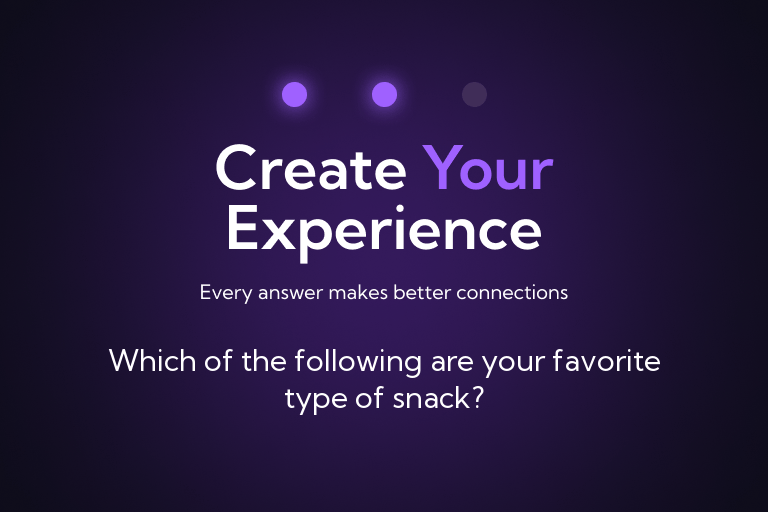 Create Your
Experience
Every answer makes better connections
Which of the following are your favorite
type of snack?